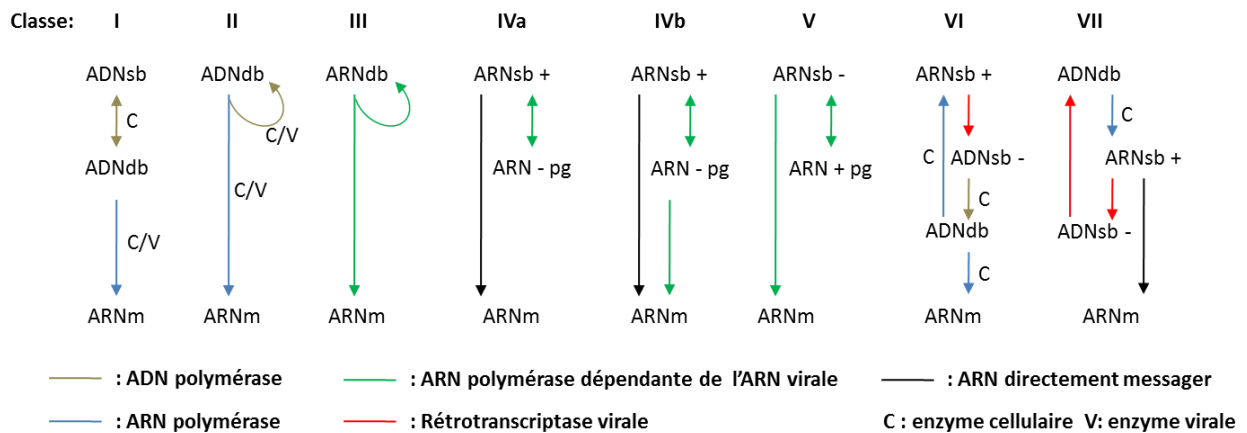 Classe: I II III IVa IVb V VI VII
ADNsb ADNdb ARNdb ARNsb + ARNsb + ARNsb - ARNsb + ADNdb
C C/V C C
ADNdb ARN - pg ARN - pg ARN + pg ADNsb - ARNsb +
C/V C
C/V ADNdb ADNsb -
C
ARNm ARNm ARNm ARNm ARNm ARNm ARNm ARNm
: ADN polymérase : ARN polymérase dépendante de l’ARN virale : ARN directement messager
: ARN polymérase : Rétrotranscriptase virale C : enzyme cellulaire V: enzyme virale